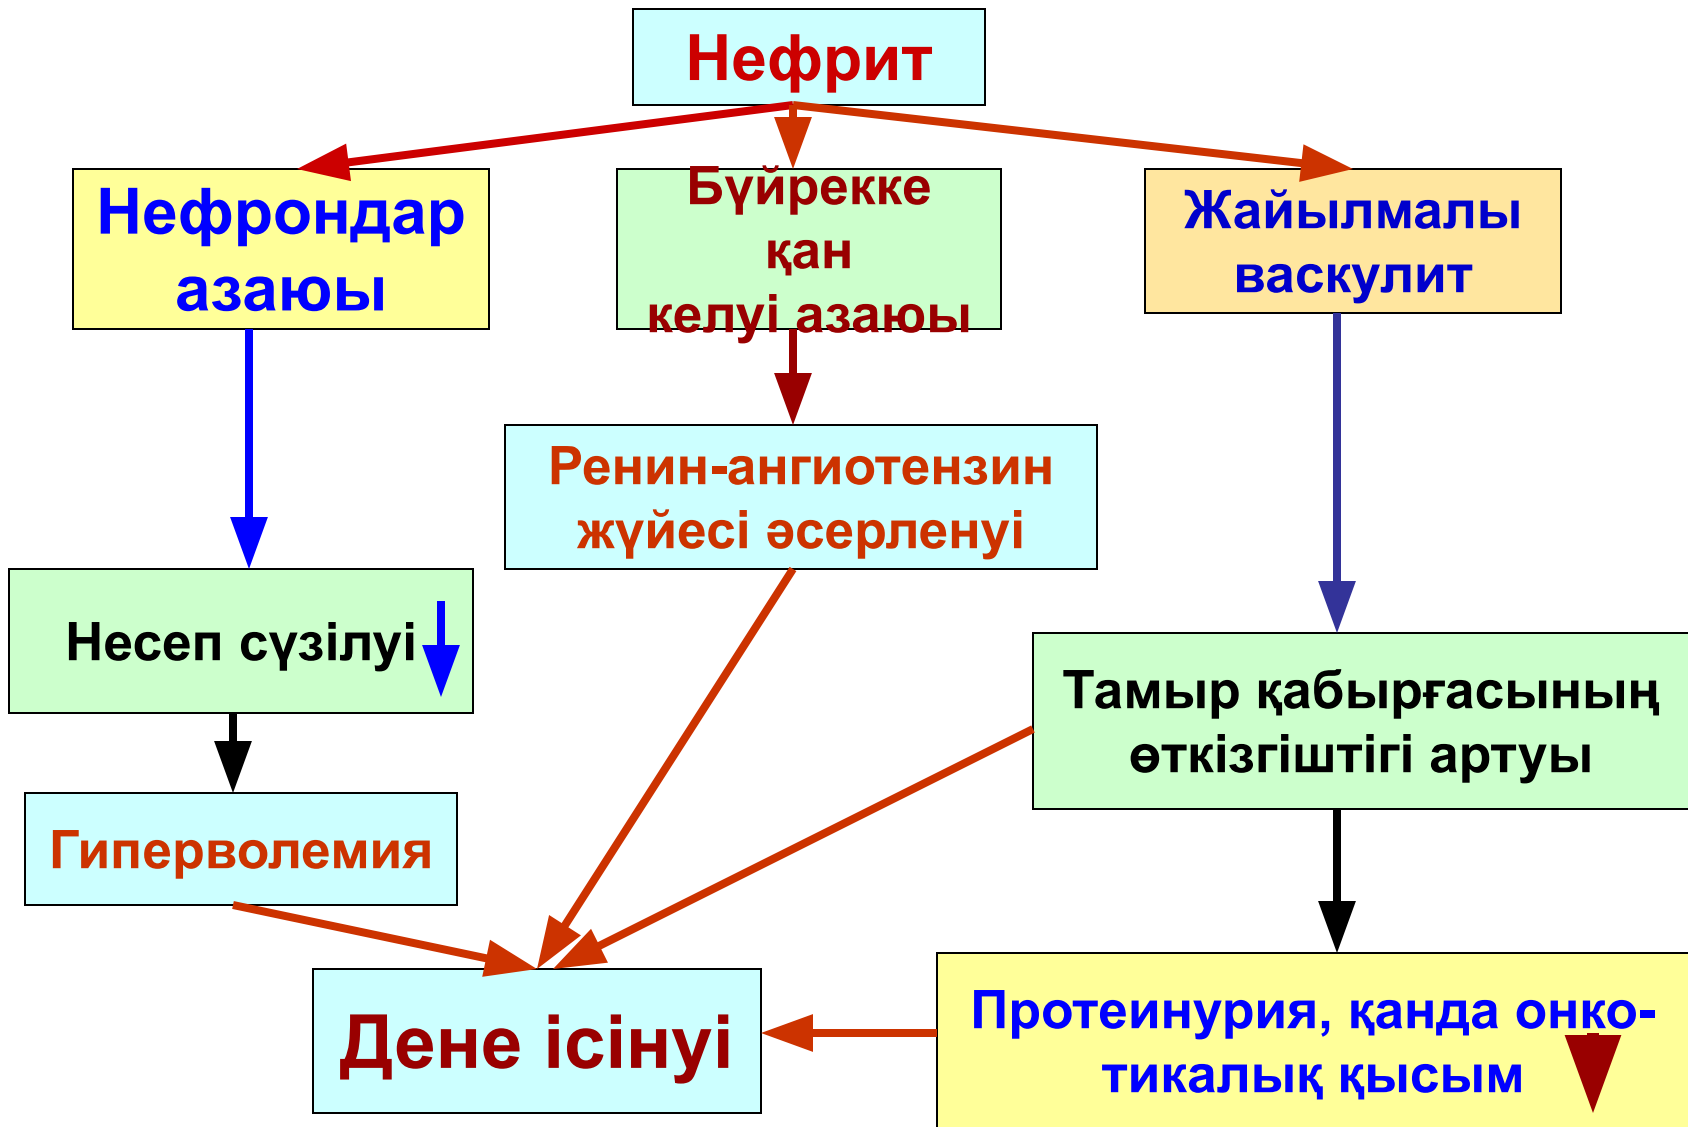 Нефрит
Нефрондар
азаюы
Бүйрекке
қан
келуі азаюы
Жайылмалы
васкулит
Ренин-ангиотензин
жүйесі әсерленуі
Несеп сүзілуі
Тамыр қабырғасының
өткізгіштігі артуы
Гиперволемия
Дене ісінуі
Протеинурия, қанда онко-
тикалық қысым